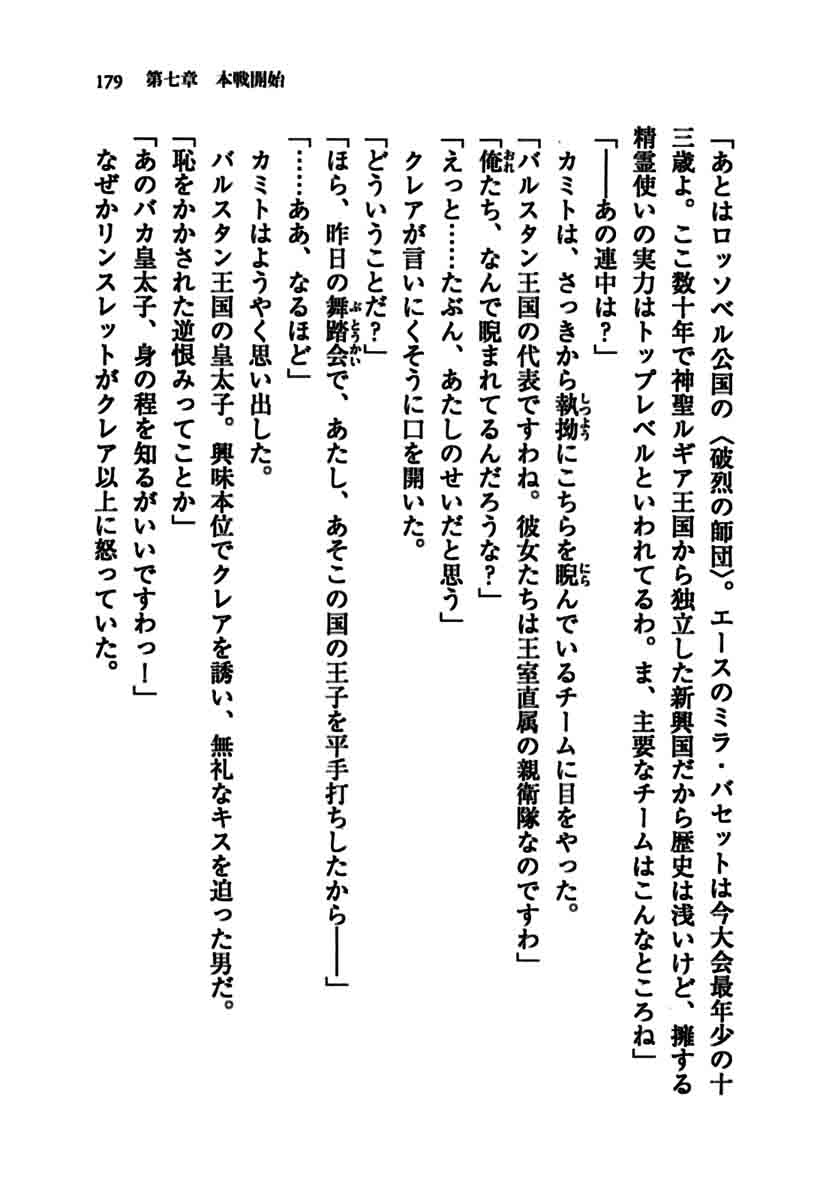 179 第七章 本戦開始
「あとはロッソベル公国の〈破烈の師団〉。エースのミラ・バセットは今大会最年少の十
三歳よ。ここ数十年で神聖ルギア王国から独立した新興国だから歴史は浅いけど、擁する
精霊使いの実力はトップレベルといわれてるわ。ま、主要なチームはこんなところね」
「――あの連中は?」
カミトは、さっきから執拗にこちらを睨んでいるチームに目をやった。
「バルスタン王国の代表ですわね。彼女たちは王室直属の親衛隊なのですわ」
「俺たち、なんで睨まれてるんだろうな?」
「えっと……たぶん、あたしのせいだと思う」
クレアが言いにくそうに口を開いた。
「どういうことだ?」
「ほら、昨日の舞踏会で、あたし、あそこの国の王子を平手打ちしたから――」
「……ああ、なるほど」
カミトはようやく思い出した。
バルスタン王国の皇太子。興味本位でクレアを誘い、無礼なキスを迫った男だ。
「恥をかかされた逆恨みってことか」
「あのバカ皇太子、身の程を知るがいいですわっ!」
なぜかリンスレットがクレア以上に怒っていた。